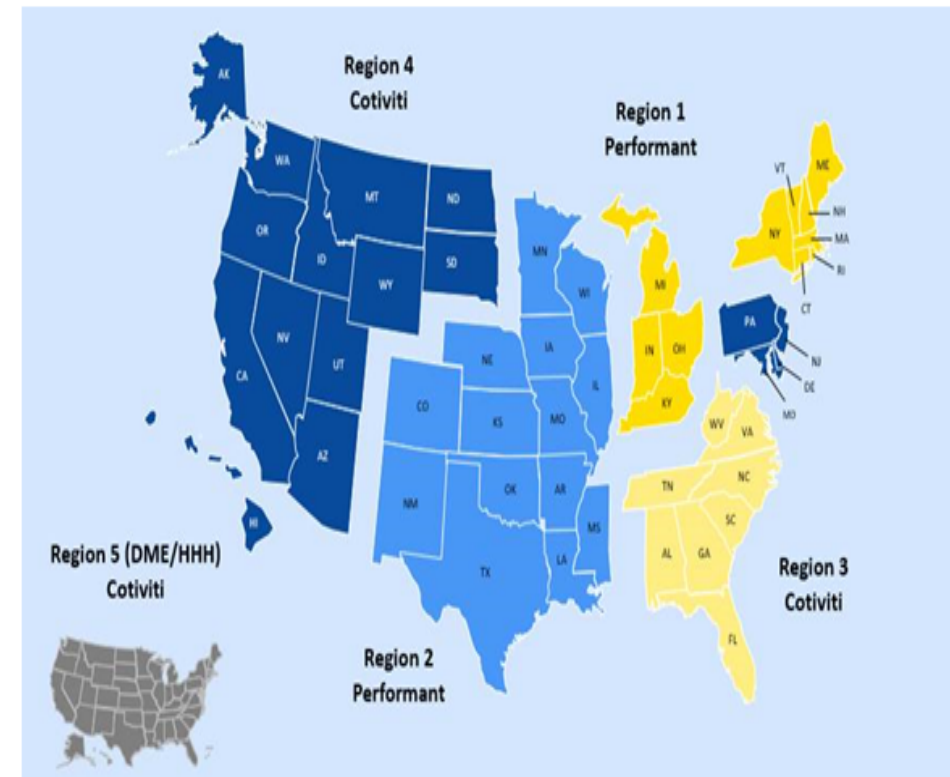 Region 4
Cotiviti
AK
Region 1
Performant
WA
MT
ND
OR
ID
SD
WY
NV
UT
CA
AZ
HI
MN
WI
IA
NE
IL
CO
KS
MO
NM
OK
AR
MS
LA
TX
MI
IN
OH
KY
VT
ME
NH
NY
MA
RI
CT
PA
NJ
DE
MD
WV
VA
TN
NC
SC
AL
GA
FL
Region 5 (DME/HHH)
Cotiviti
Region 3
Cotiviti
Region 2
Performant